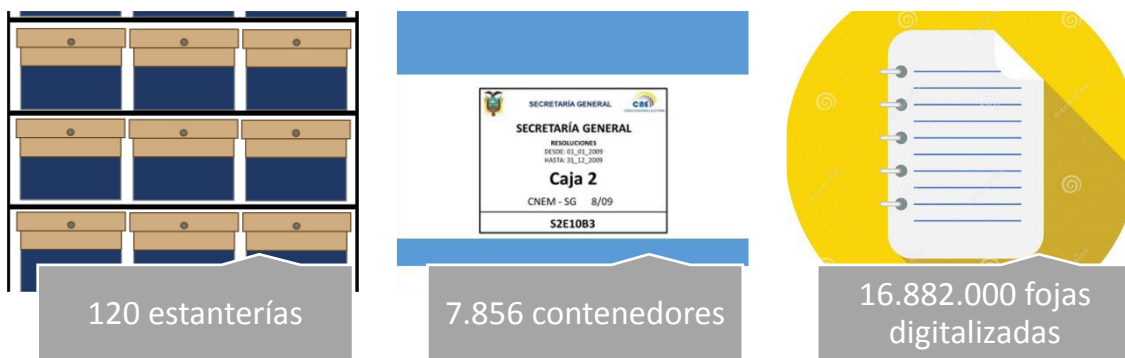 SECRETARÍA GENERAL
cne
SECRETARÍA GENERAL
RESOLUCIONES
DESDE: 01_01_2009
HASTA: 31_12_2009
Caja 2
CNEM - SG 8/09
S2E10B3
120 estanterías
7.856 contenedores
16.882.000 fojas
digitalizadas